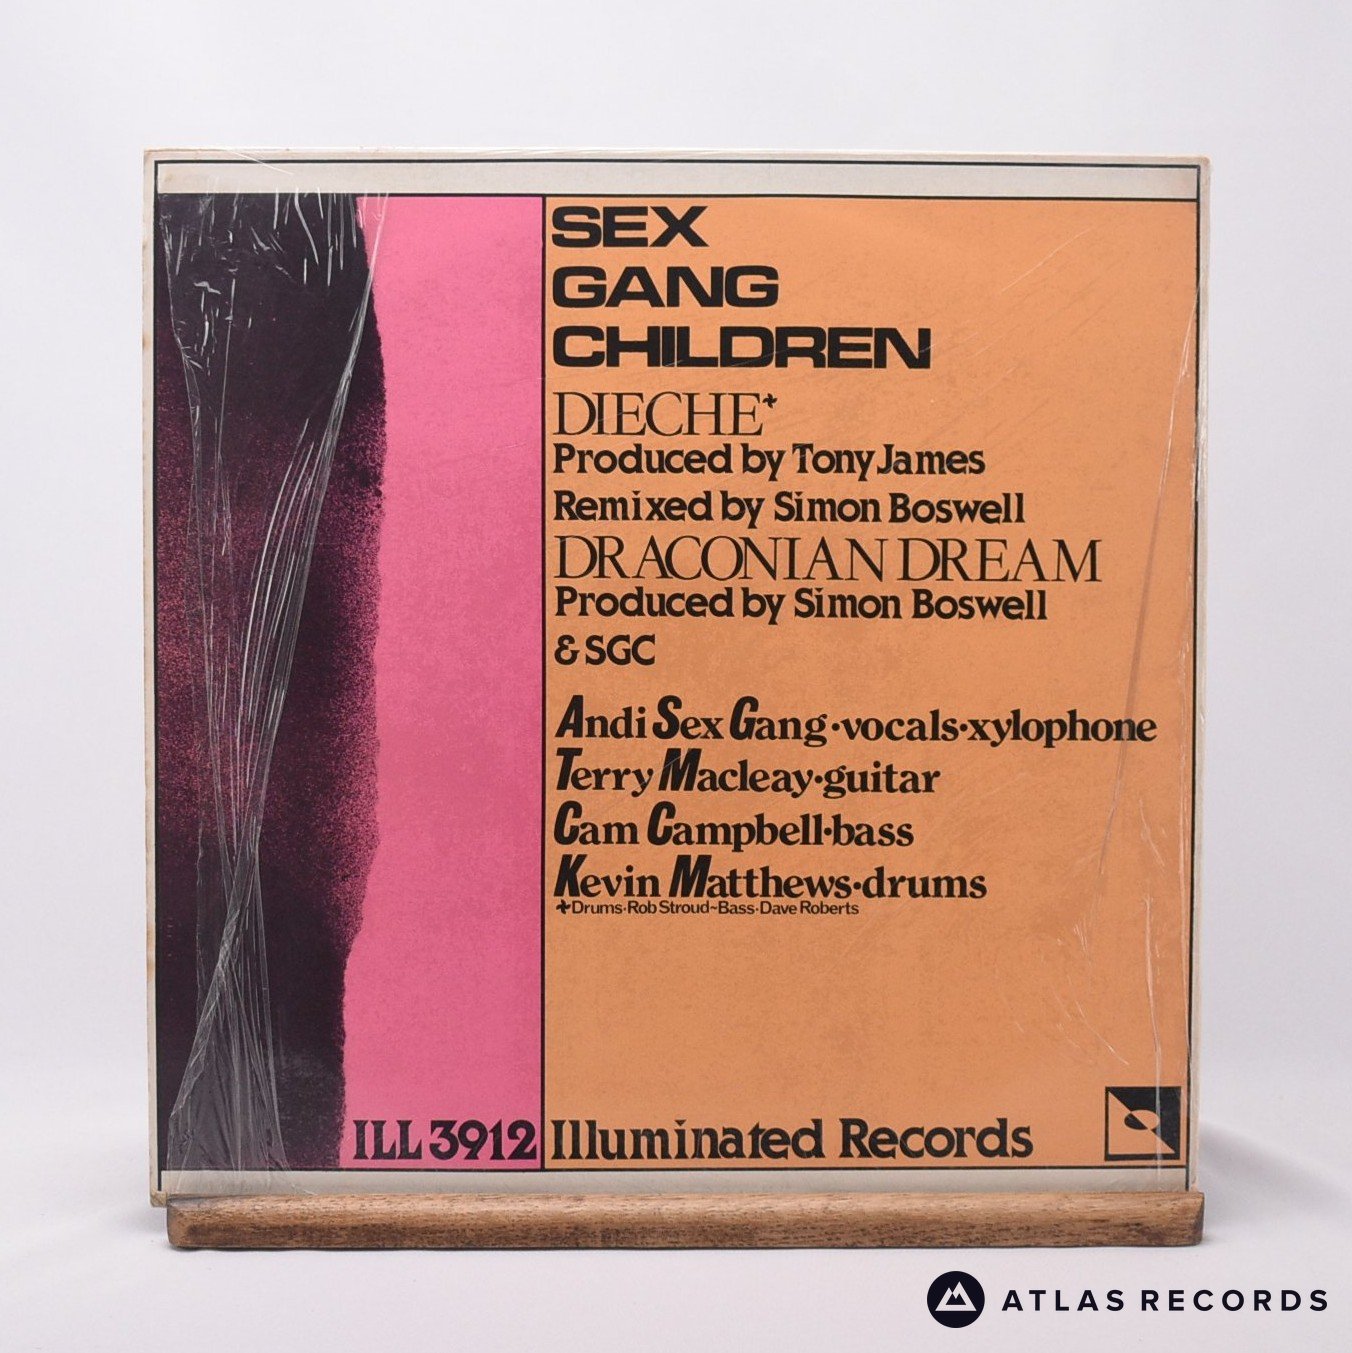 SEX
GANG
CHILDREN
DIECHE+
Produced by Tony James
Remixed by Simon Boswell
DRACONIAN DREAM
Produced by Simon Boswell
& SGC
Andi Sex Gang·vocals·xylophone
Terry Macleay·guitar
Cam Campbell·bass
Kevin Matthews·drums
+Drums·Rob Stroud~Bass·Dave Roberts
ILL 3912 Illuminated Records
ATLAS RECORDS